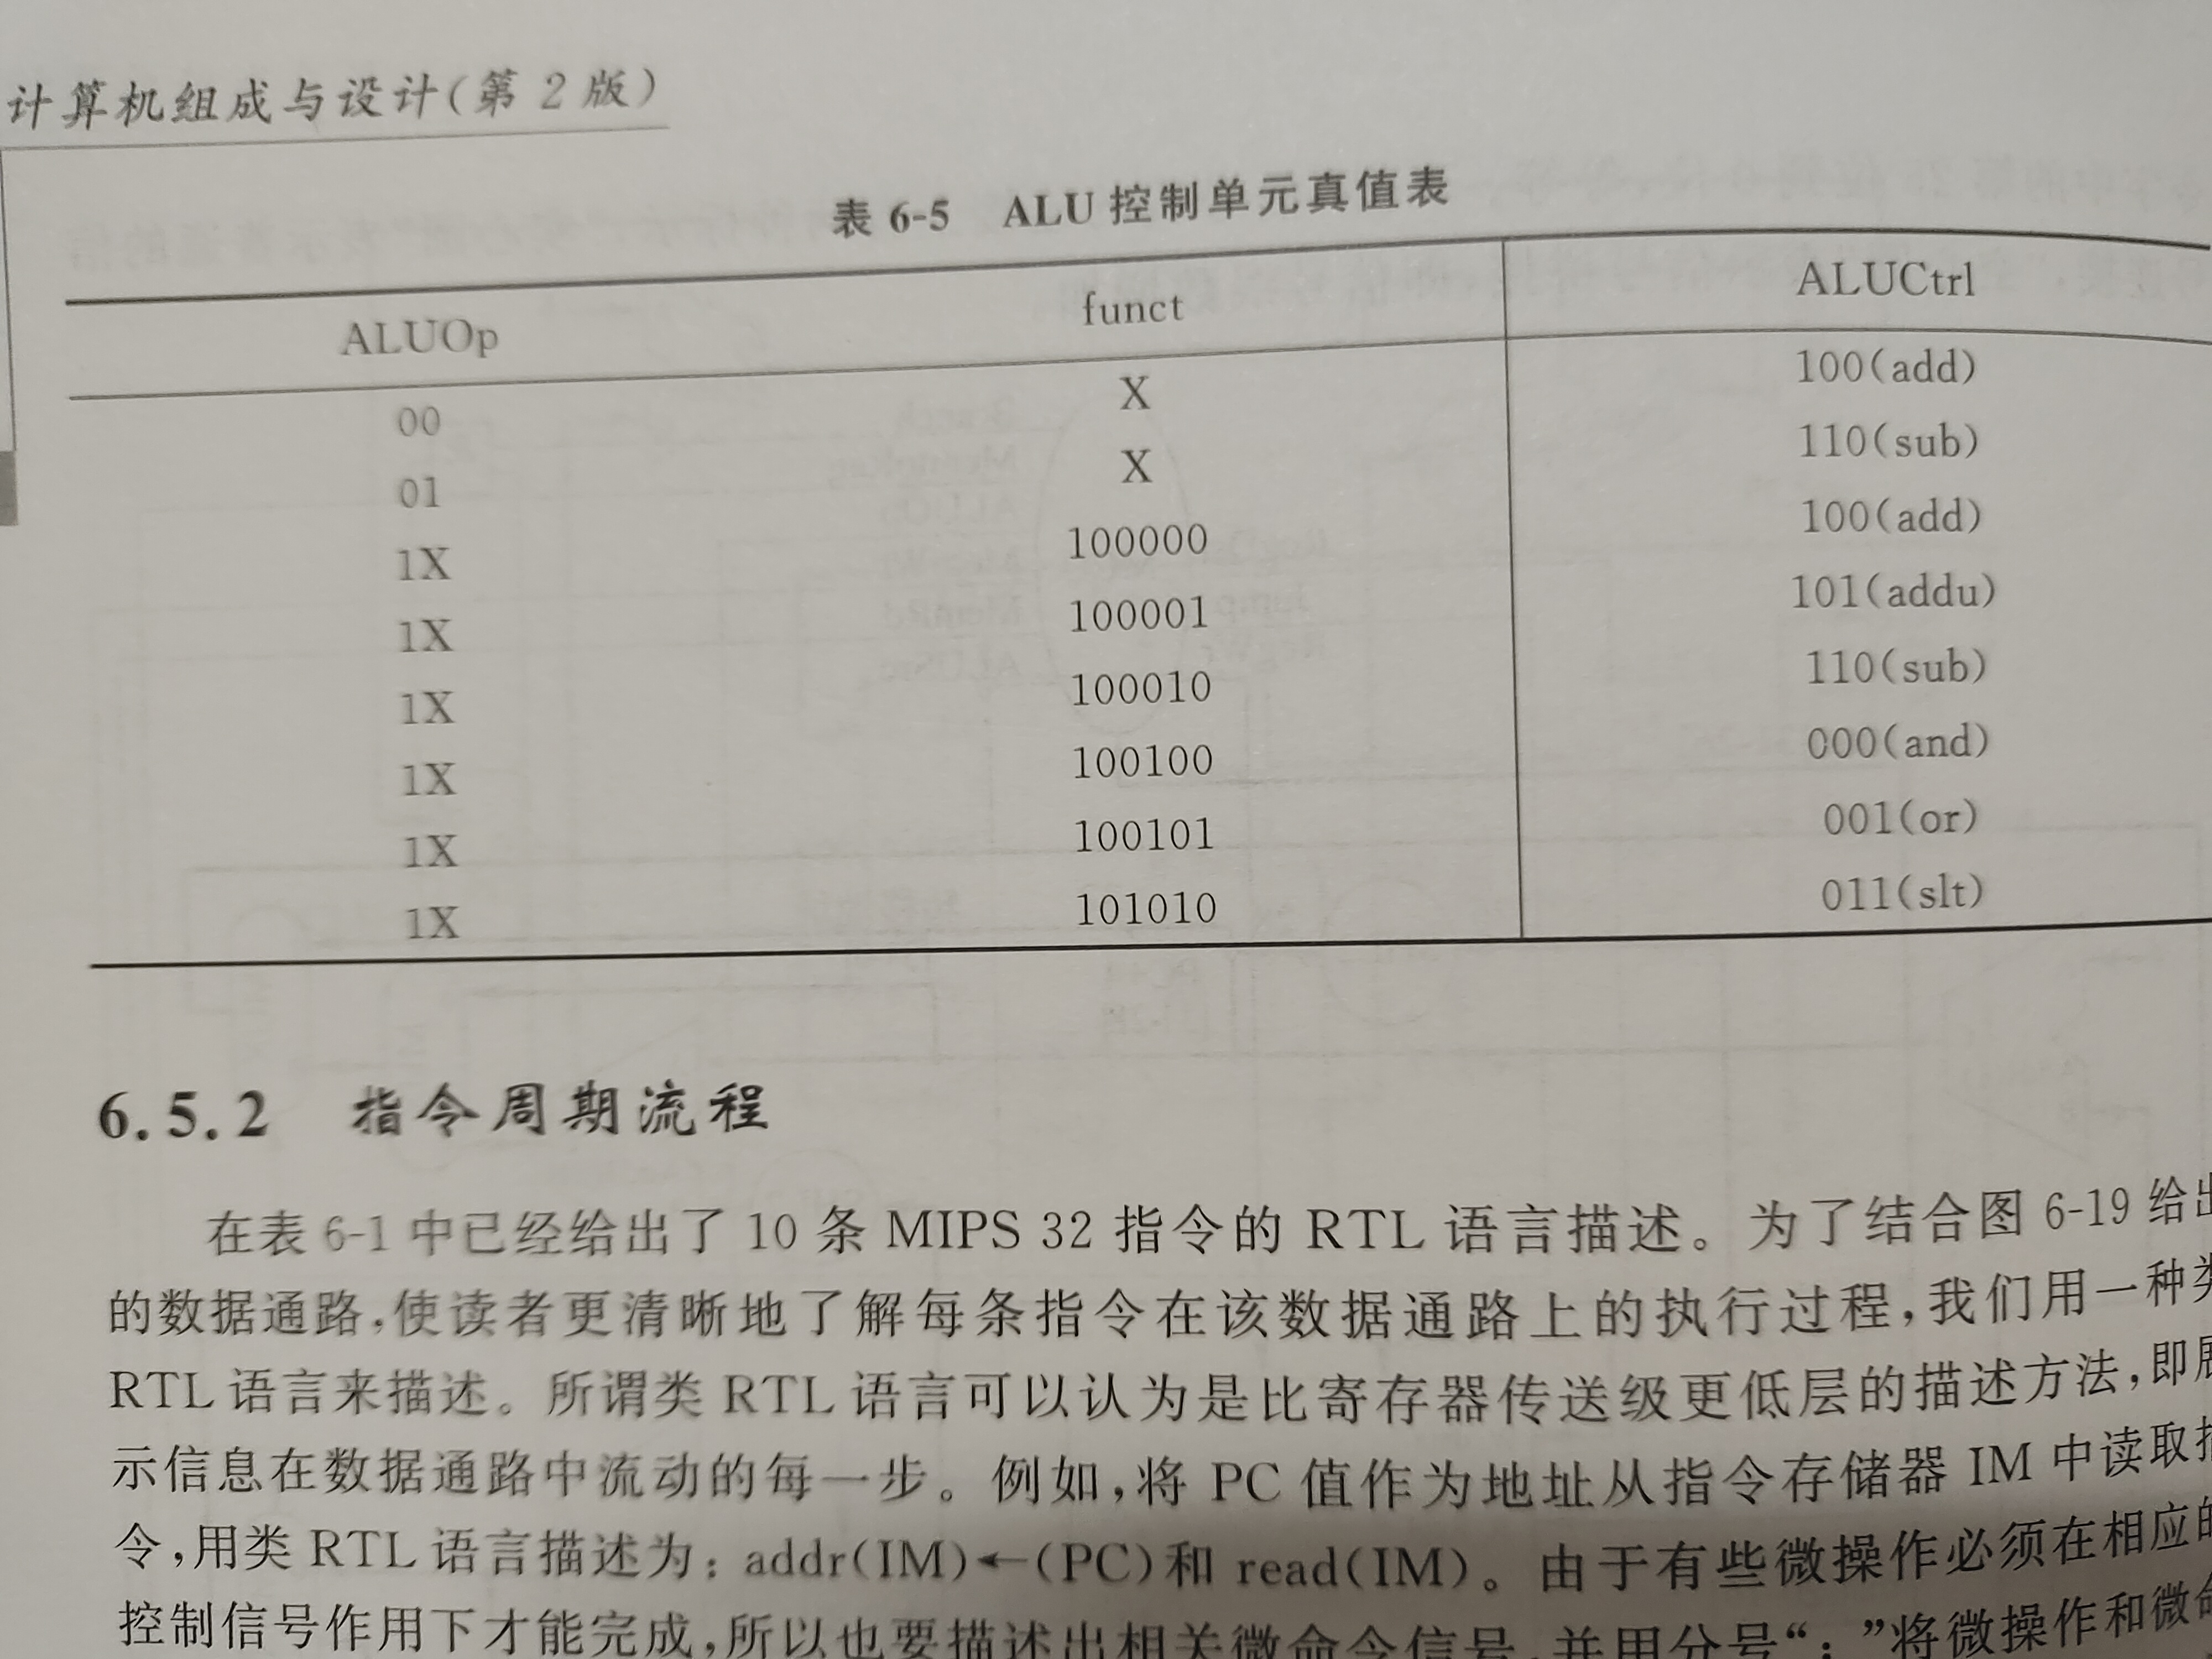 计算机组成与设计(第 2 版)
表 6-5 ALU 控制单元真值表
ALUOp funct ALUCtrl
00 X 100(add)
01 X 110(sub)
1X 100000 100(add)
1X 100001 101(addu)
1X 100010 110(sub)
1X 100100 000(and)
1X 100101 001(or)
1X 101010 011(slt)
6.5.2 指令周期流程
在表 6-1 中已经给出了 10 条 MIPS 32 指令的 RTL 语言描述。为了结合图 6-19 给出
的数据通路,使读者更清晰地了解每条指令在该数据通路上的执行过程,我们用一种类
RTL 语言来描述。所谓类 RTL 语言可以认为是比寄存器传送级更低层的描述方法,即展
示信息在数据通路中流动的每一步。例如,将 PC 值作为地址从指令存储器 IM 中读取指
令,用类 RTL 语言描述为: addr(IM)←(PC)和 read(IM)。由于有些微操作必须在相应的
控制信号作用下才能完成,所以也要描述出相关微命令信号,并用分号“;”将微操作和微命